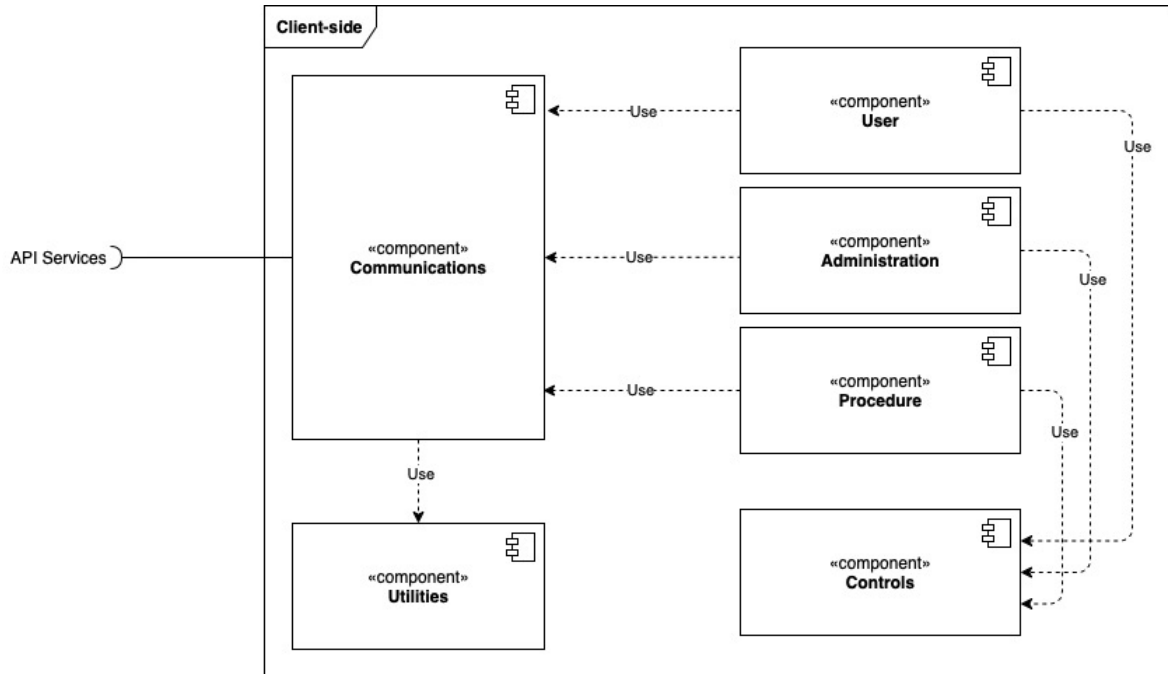 Client-side
«component»
User
Use
Use
«component»
Communications
API Services
«component»
Administration
Use
Use
«component»
Procedure
Use
Use
Use
«component»
Utilities
«component»
Controls